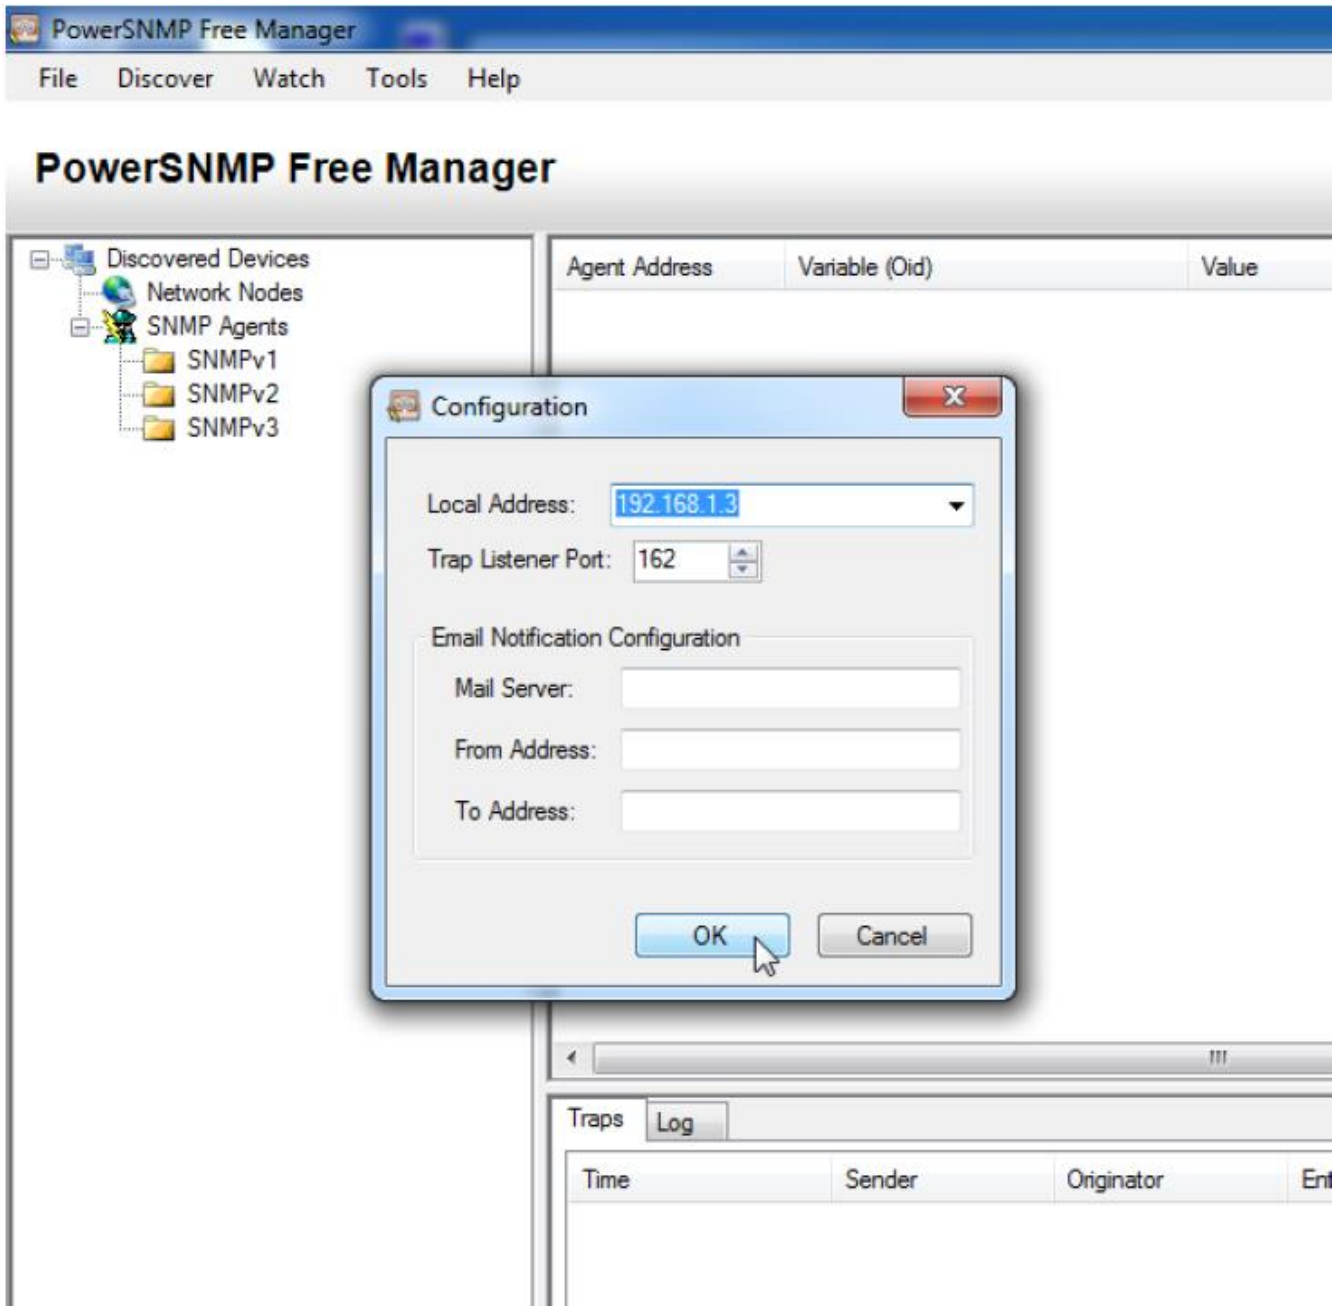 PowerSNMP Free Manager
File Discover Watch Tools Help
PowerSNMP Free Manager
Discovered Devices
Network Nodes
SNMP Agents
SNMPv1
SNMPv2
SNMPv3
Agent Address Variable (Oid) Value
Configuration
Local Address: 192.168.1.3
Trap Listener Port: 162
Email Notification Configuration
Mail Server:
From Address:
To Address:
OK Cancel
Traps Log
Time Sender Originator Ent